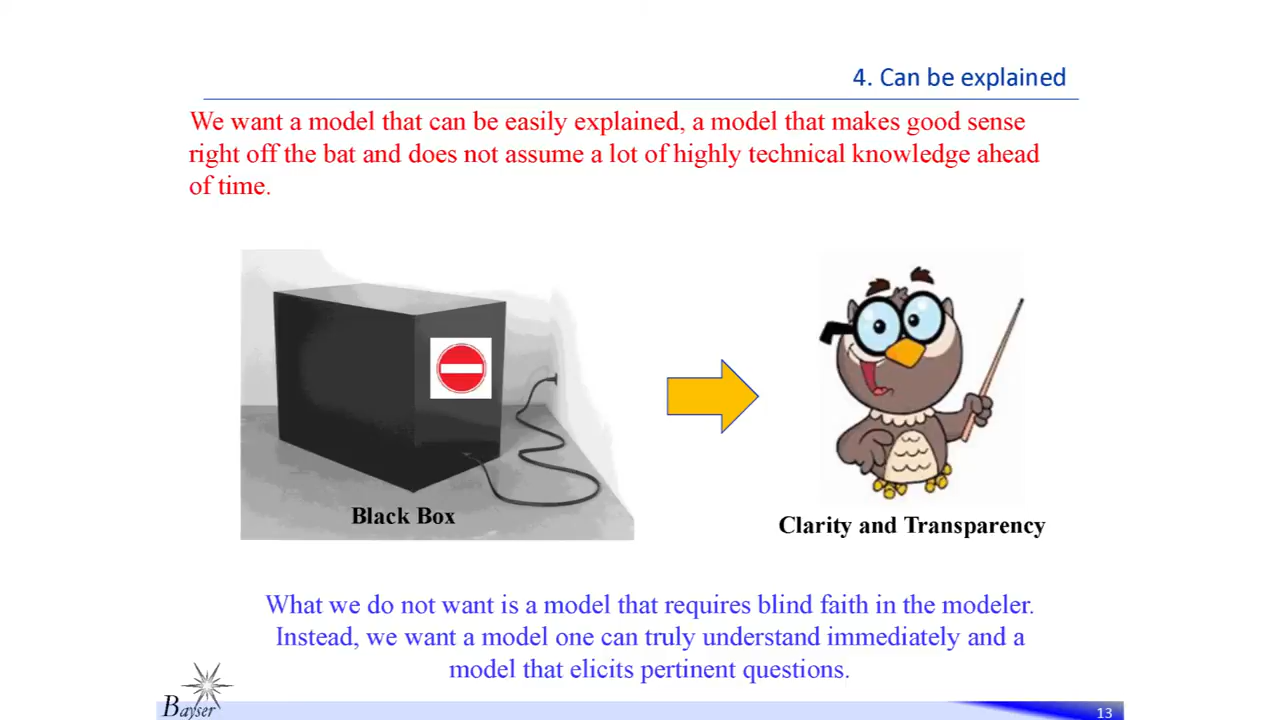 4. Can be explained
We want a model that can be easily explained, a model that makes good sense
right off the bat and does not assume a lot of highly technical knowledge ahead
of time.
Black Box
Clarity and Transparency
What we do not want is a model that requires blind faith in the modeler.
Instead, we want a model one can truly understand immediately and a
model that elicits pertinent questions.
Bayser
13